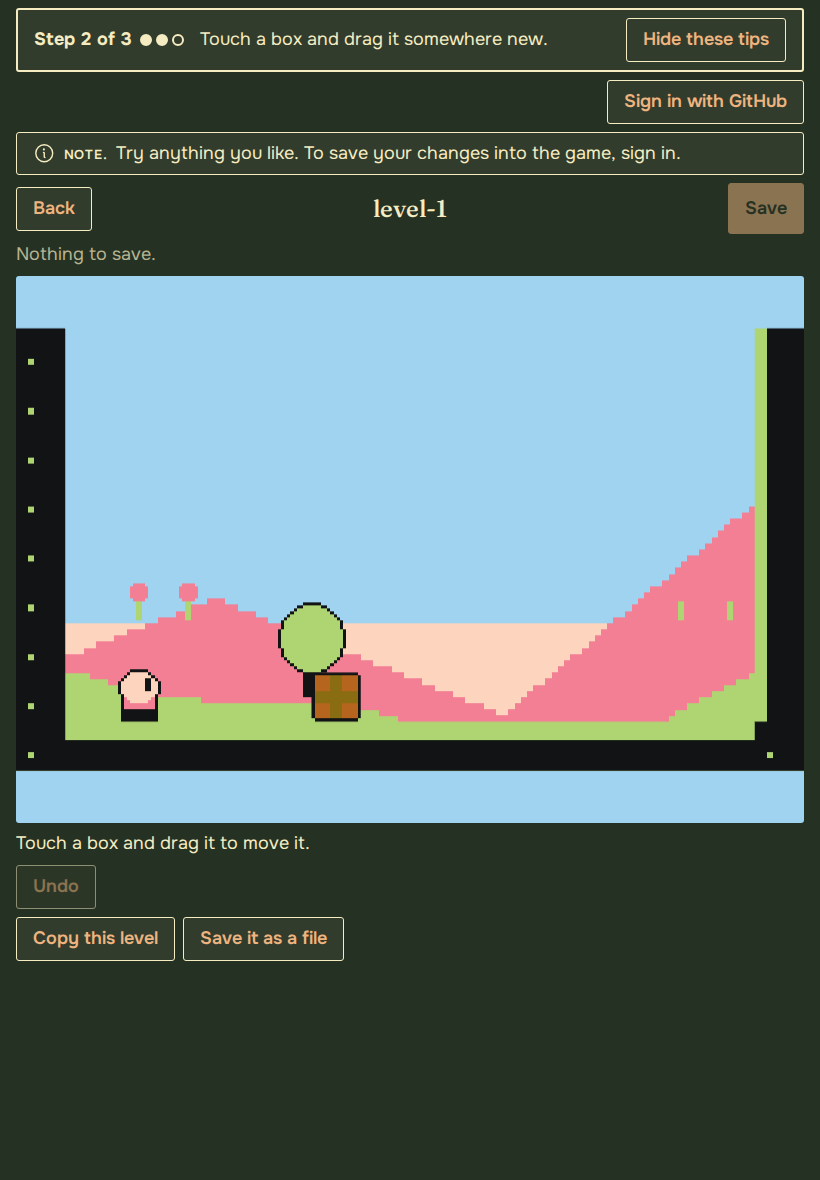 Step 2 of 3 Touch a box and drag it somewhere new. Hide these tips
Sign in with GitHub
NOTE. Try anything you like. To save your changes into the game, sign in.
Back level-1 Save
Nothing to save.
Touch a box and drag it to move it.
Undo
Copy this level Save it as a file